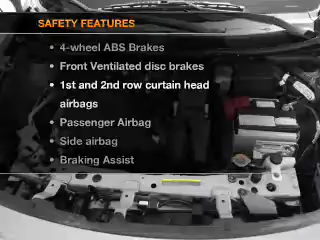 SAFETY FEATURES
• 4-wheel ABS Brakes
• Front Ventilated disc brakes
• 1st and 2nd row curtain head
airbags
• Passenger Airbag
• Side airbag
• Braking Assist